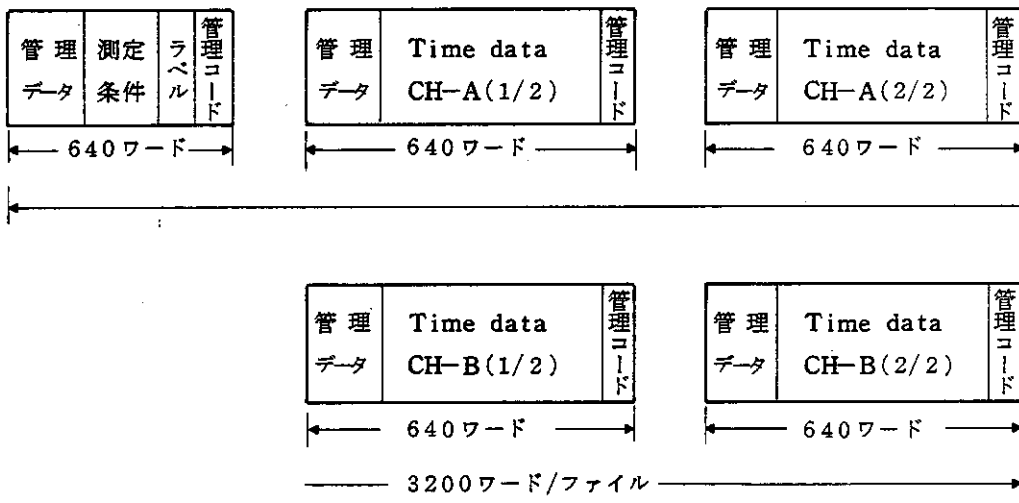 管理データ 測定条件 ラベル 管理コード
640ワード
管理データ Time data CH-A(1/2) 管理コード
640ワード
管理データ Time data CH-A(2/2) 管理コード
640ワード
管理データ Time data CH-B(1/2) 管理コード
640ワード
管理データ Time data CH-B(2/2) 管理コード
640ワード
3200ワード/ファイル